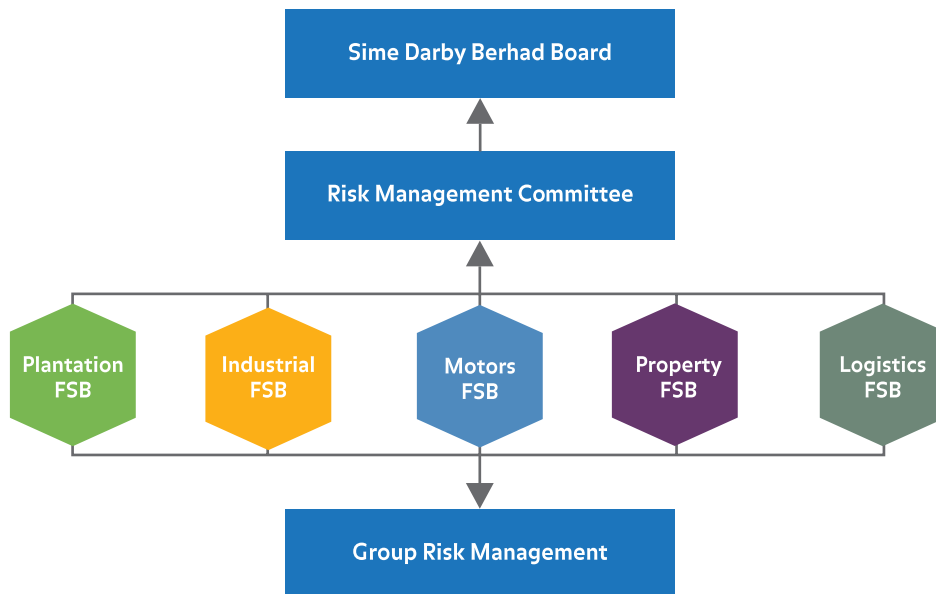 Sime Darby Berhad Board
Risk Management Committee
Plantation
FSB
Industrial
FSB
Motors
FSB
Property
FSB
Logistics
FSB
Group Risk Management